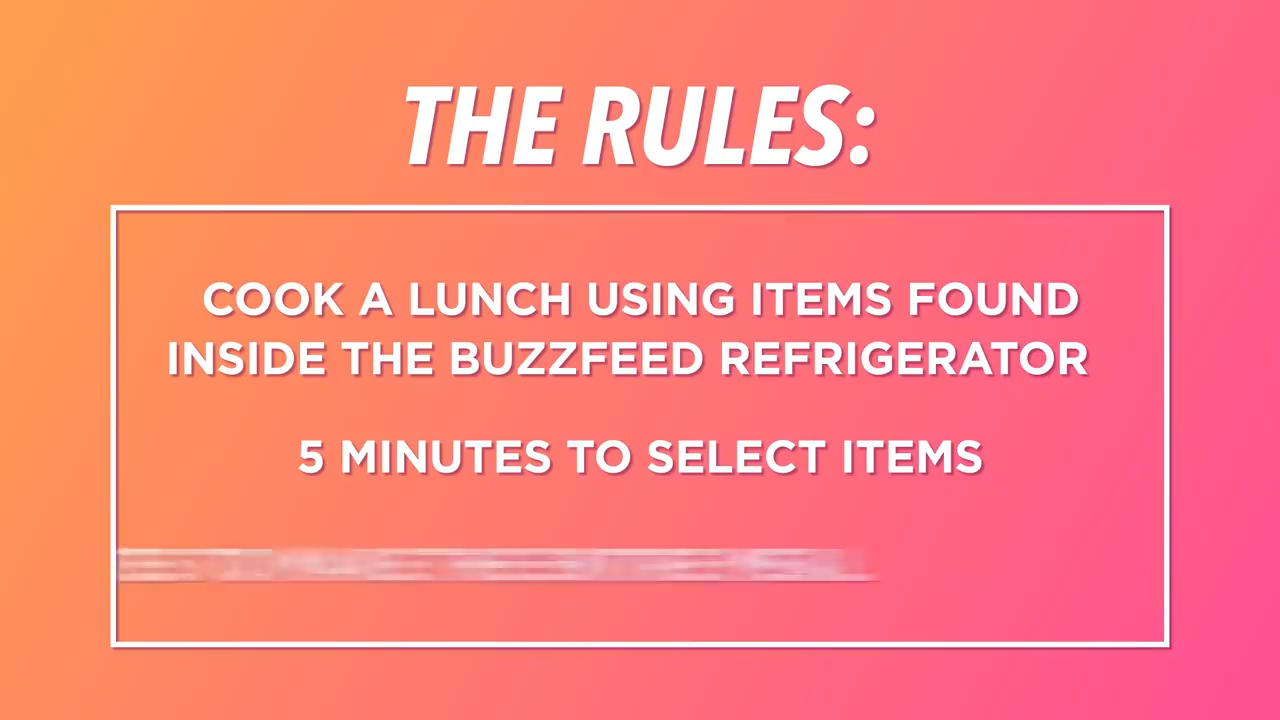 THE RULES:
COOK A LUNCH USING ITEMS FOUND
INSIDE THE BUZZFEED REFRIGERATOR
5 MINUTES TO SELECT ITEMS